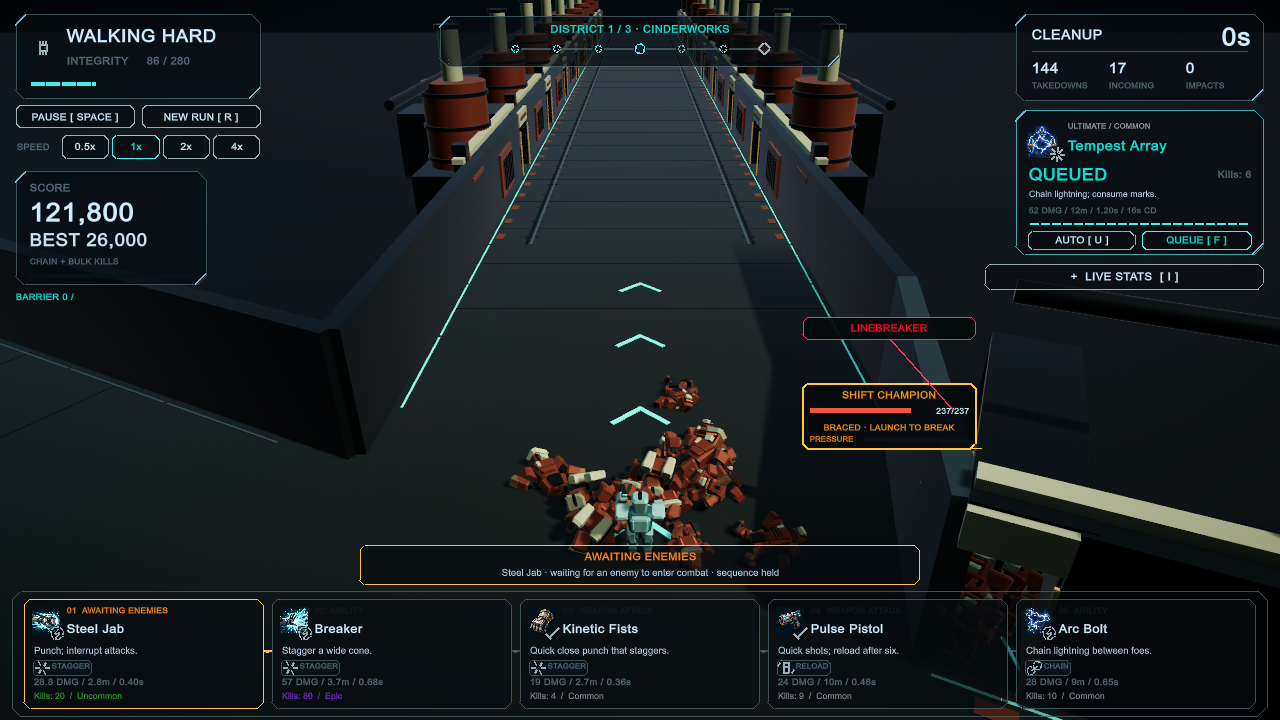 WALKING HARD
INTEGRITY 86 / 280
PAUSE [ SPACE ]
NEW RUN [ R ]
SPEED
0.5x
1x
2x
4x
SCORE
121,800
BEST 26,000
CHAIN + BULK KILLS
BARRIER 0 /
DISTRICT 1 / 3 · CINDERWORKS
CLEANUP
0s
144
17
0
TAKEDOWNS
INCOMING
IMPACTS
ULTIMATE / COMMON
Tempest Array
QUEUED
Kills: 6
Chain lightning; consume marks.
52 DMG / 12m / 1.20s / 16s CD
AUTO [ U ]
QUEUE [ F ]
+ LIVE STATS [ I ]
LINEBREAKER
SHIFT CHAMPION
237/237
BRACED · LAUNCH TO BREAK
PRESSURE
AWAITING ENEMIES
Steel Jab · waiting for an enemy to enter combat · sequence held
01 AWAITING ENEMIES
Steel Jab
Punch; interrupt attacks.
STAGGER
28.8 DMG / 2.8m / 0.40s
Kills: 20 / Uncommon
02 ABILITY
Breaker
Stagger a wide cone.
STAGGER
57 DMG / 3.7m / 0.68s
Kills: 80 / Epic
03 WEAPON ATTACK
Kinetic Fists
Quick close punch that staggers.
STAGGER
19 DMG / 2.7m / 0.36s
Kills: 4 / Common
04 WEAPON ATTACK
Pulse Pistol
Quick shots; reload after six.
RELOAD
24 DMG / 10m / 0.48s
Kills: 9 / Common
05 ABILITY
Arc Bolt
Chain lightning between foes.
CHAIN
28 DMG / 9m / 0.65s
Kills: 10 / Common